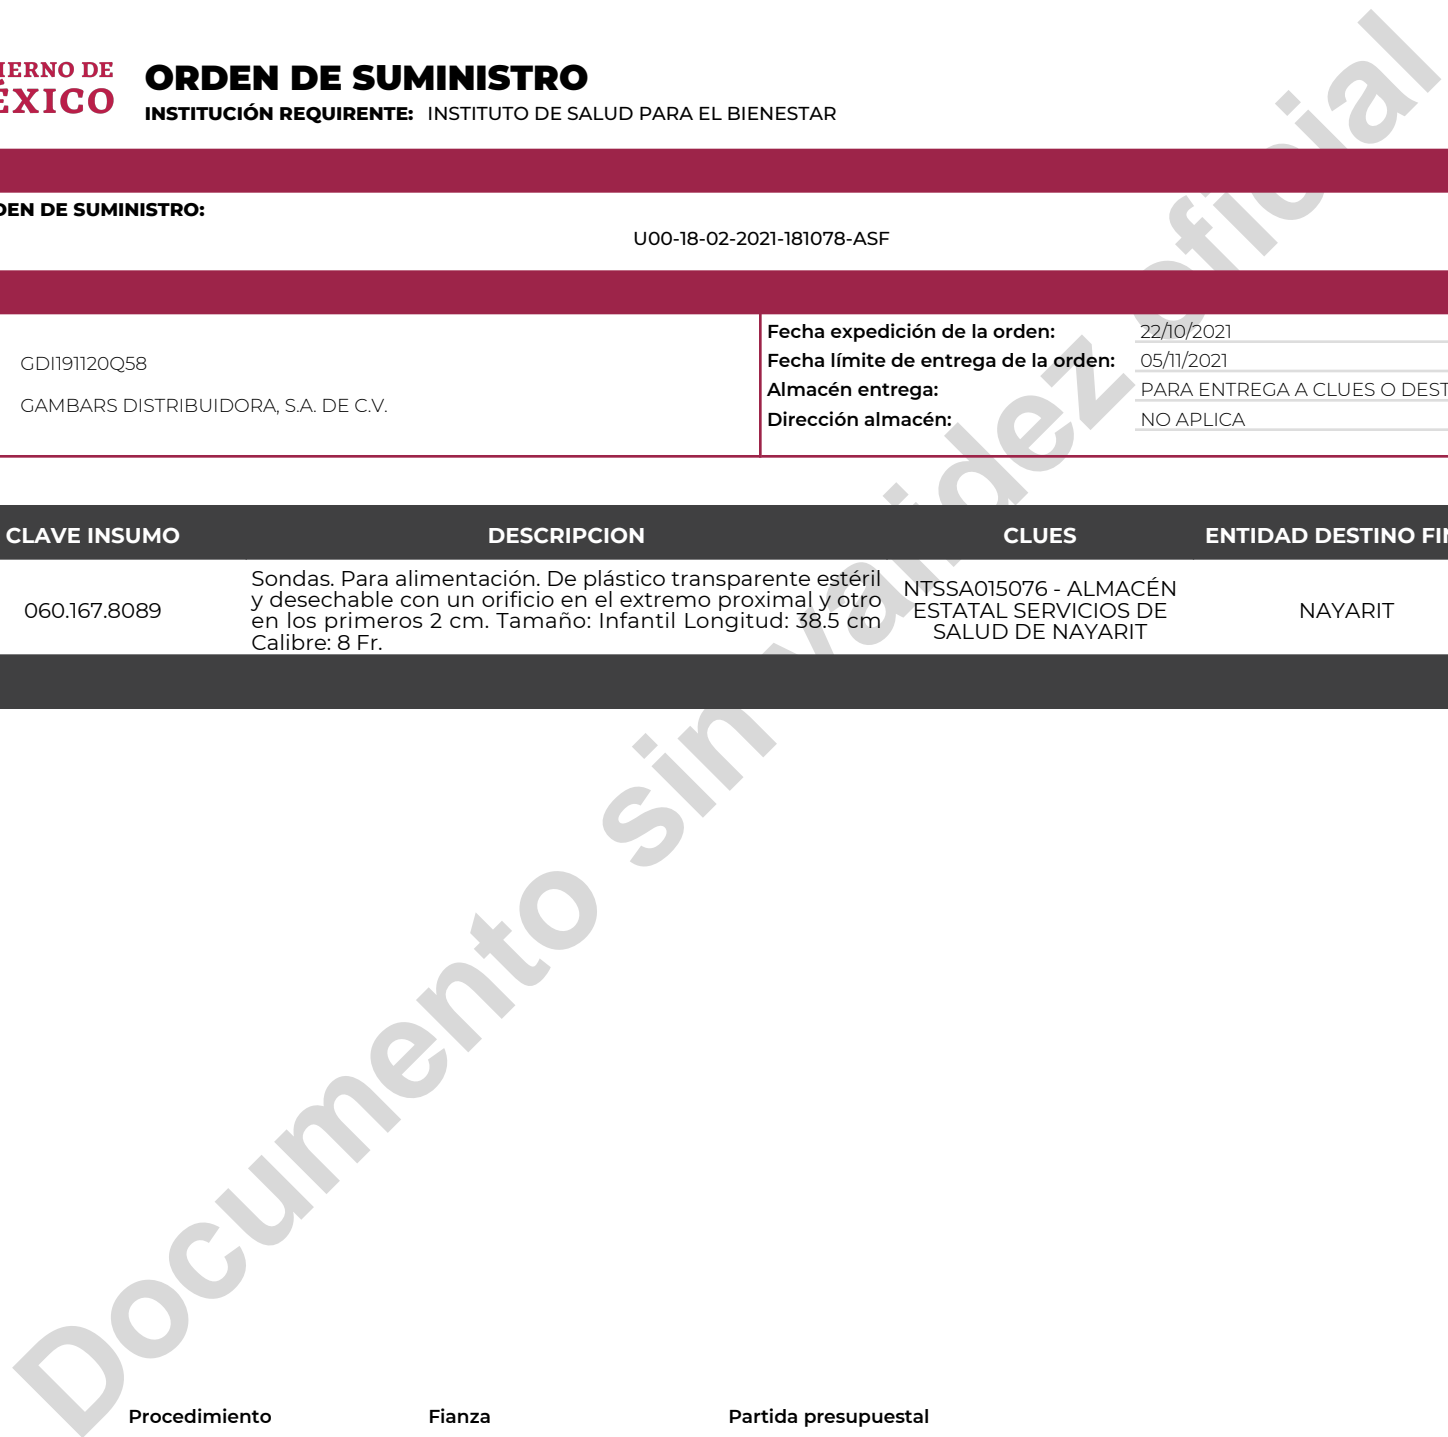 IERNO DE
ÉXICO
ORDEN DE SUMINISTRO
INSTITUCIÓN REQUIRENTE: INSTITUTO DE SALUD PARA EL BIENESTAR
DEN DE SUMINISTRO:
U00-18-02-2021-181078-ASF
GDI191120Q58
GAMBARS DISTRIBUIDORA, S.A. DE C.V.
Fecha expedición de la orden: 22/10/2021
Fecha límite de entrega de la orden: 05/11/2021
Almacén entrega: PARA ENTREGA A CLUES O DEST
Dirección almacén: NO APLICA
CLAVE INSUMO DESCRIPCION CLUES ENTIDAD DESTINO FIN
060.167.8089
Sondas. Para alimentación. De plástico transparente estéril
y desechable con un orificio en el extremo proximal y otro
en los primeros 2 cm. Tamaño: Infantil Longitud: 38.5 cm
Calibre: 8 Fr.
NTSSA015076 - ALMACÉN
ESTATAL SERVICIOS DE
SALUD DE NAYARIT
NAYARIT
Documento sin validez oficial
Procedimiento Fianza Partida presupuestal